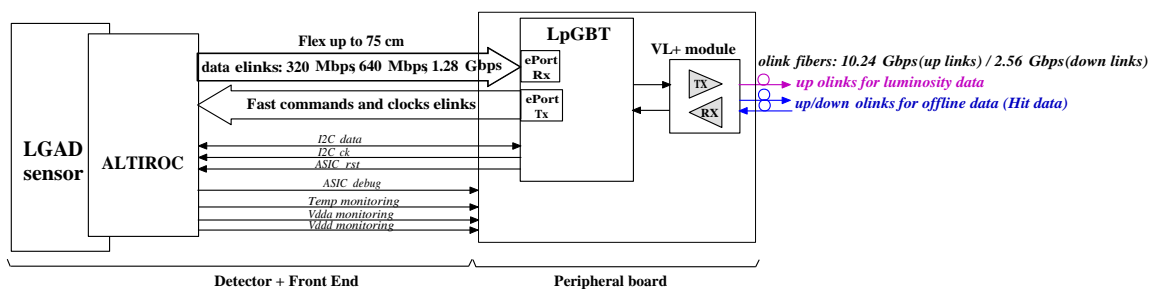 Flex up to 75 cm
data elinks: 320 Mbps, 640 Mbps, 1.28 Gbps
Fast commands and clocks elinks
LGAD
sensor
ALTIROC
I2C data
I2C ck
ASIC rst
ASIC debug
Temp monitoring
Vdda monitoring
Vddd monitoring
LpGBT
ePort
Rx
ePort
Tx
VL+ module
TX
RX
olink fibers: 10.24 Gbps(up links) / 2.56 Gbps(down links)
up olinks for luminosity data
up/down olinks for offline data (Hit data)
Detector + Front End
Peripheral board